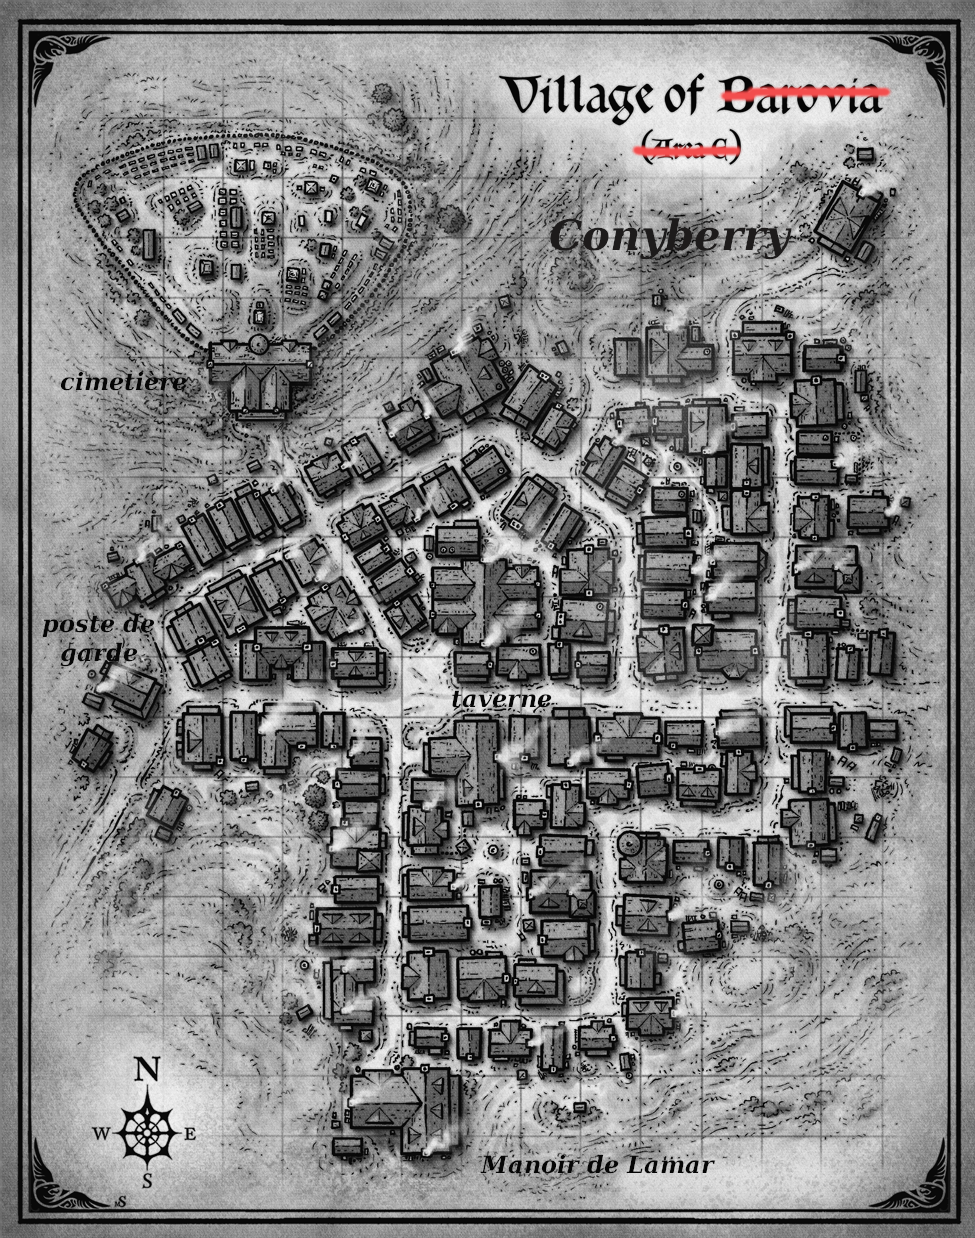 Village of Barovia
(Area C)
Conyberry
cimetiere
poste de
garde
taverne
Manoir de Lamar
N
W E
S